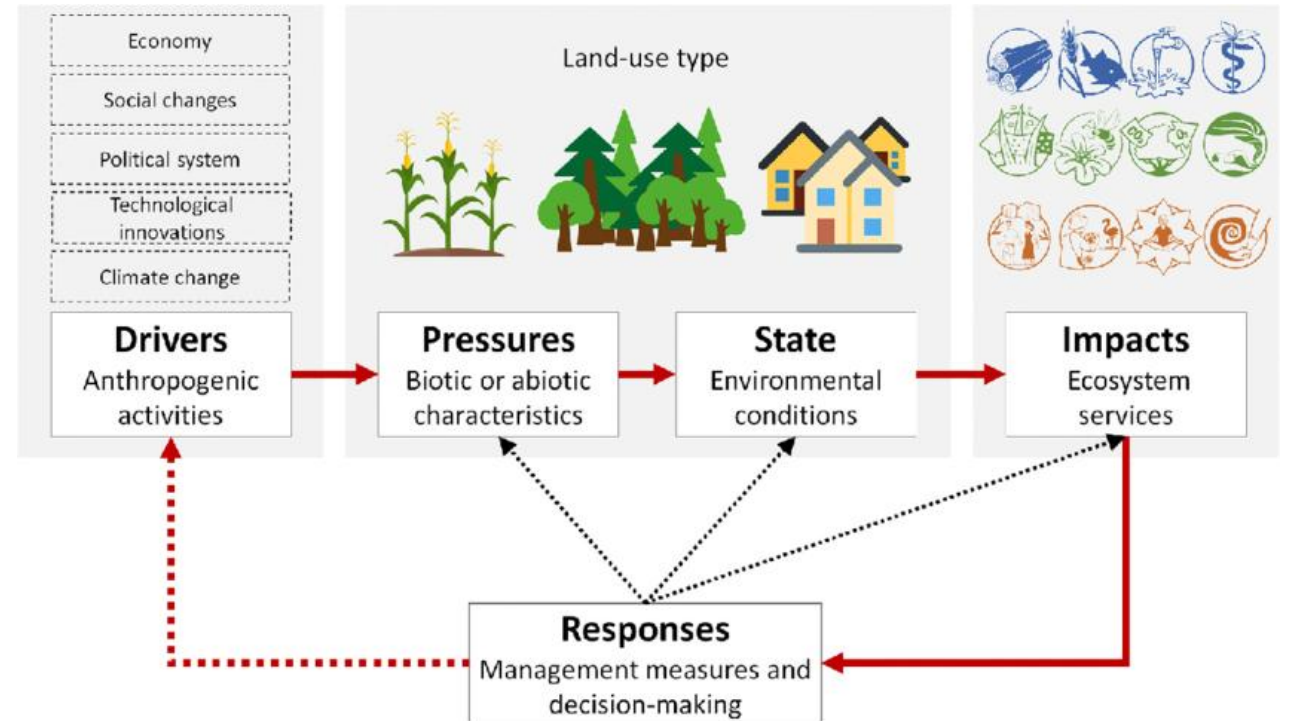 Economy
Social changes
Political system
Technological
innovations
Climate change
Land-use type
Drivers
Anthropogenic
activities
Pressures
Biotic or abiotic
characteristics
State
Environmental
conditions
Impacts
Ecosystem
services
Responses
Management measures and
decision-making